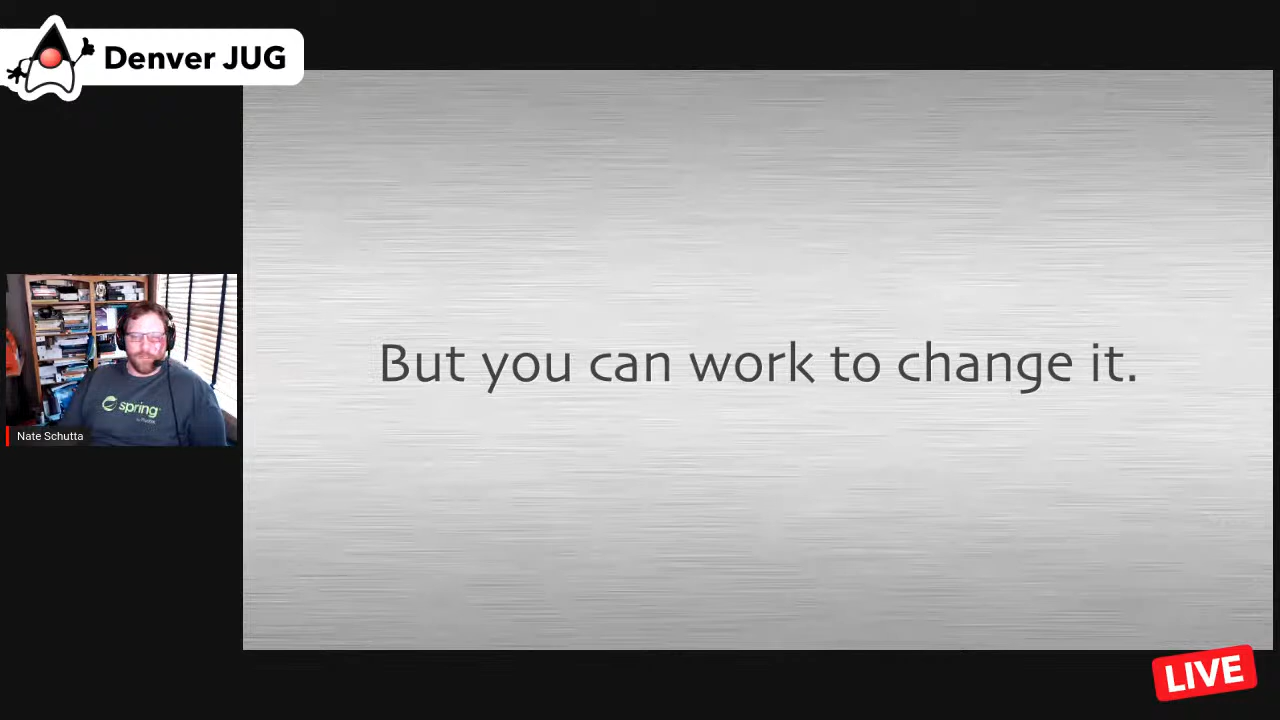 Denver JUG
But you can work to change it.
spring
Nate Schutta
LIVE